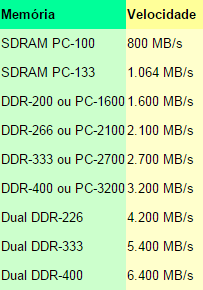 Memória Velocidade
SDRAM PC-100 800 MB/s
SDRAM PC-133 1.064 MB/s
DDR-200 ou PC-1600 1.600 MB/s
DDR-266 ou PC-2100 2.100 MB/s
DDR-333 ou PC-2700 2.700 MB/s
DDR-400 ou PC-3200 3.200 MB/s
Dual DDR-226 4.200 MB/s
Dual DDR-333 5.400 MB/s
Dual DDR-400 6.400 MB/s